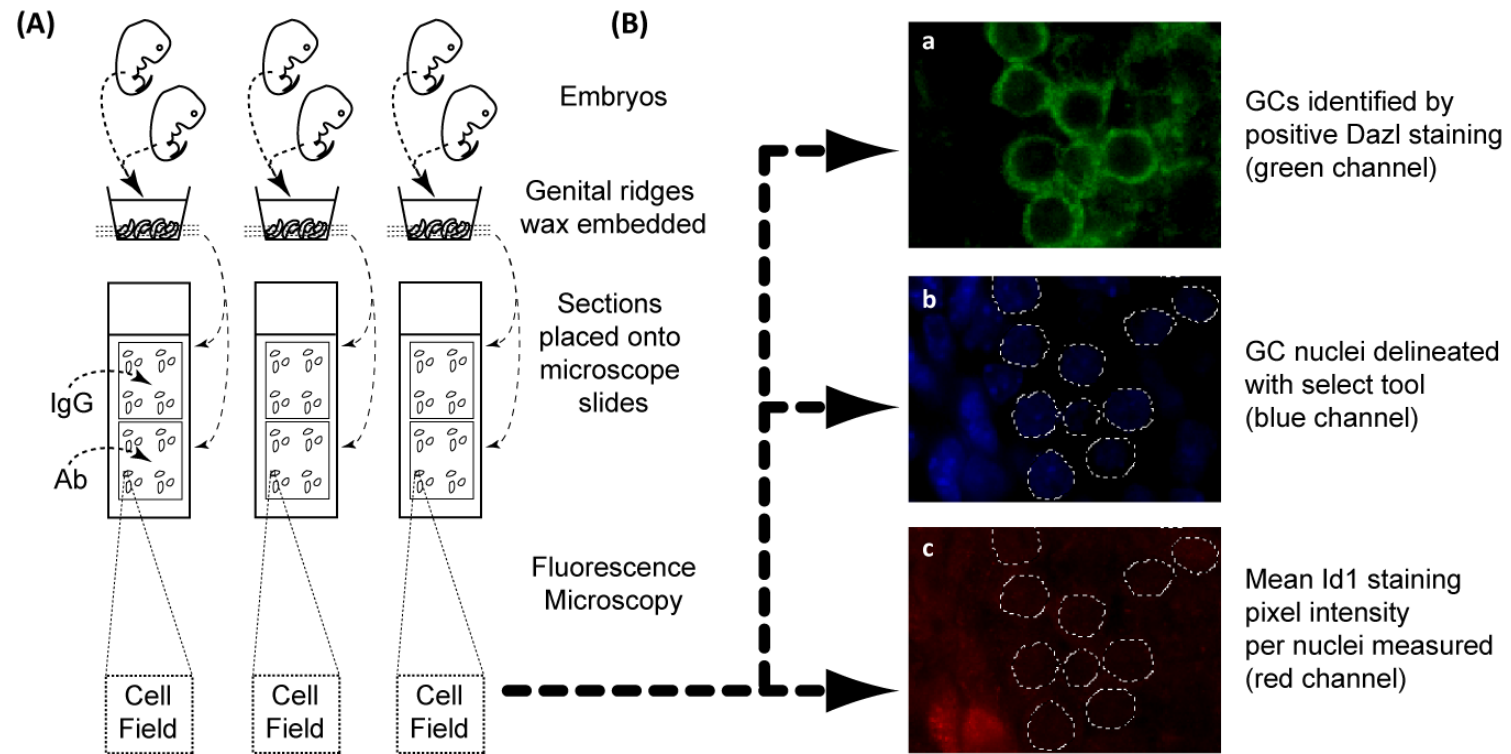 (A)
(B)
Embryos
Genital ridges
wax embedded
Sections
placed onto
microscope
slides
IgG
Ab
Fluorescence
Microscopy
Cell
Field
Cell
Field
Cell
Field
a
GCs identified by
positive Dazl staining
(green channel)
b
GC nuclei delineated
with select tool
(blue channel)
c
Mean Id1 staining
pixel intensity
per nuclei measured
(red channel)